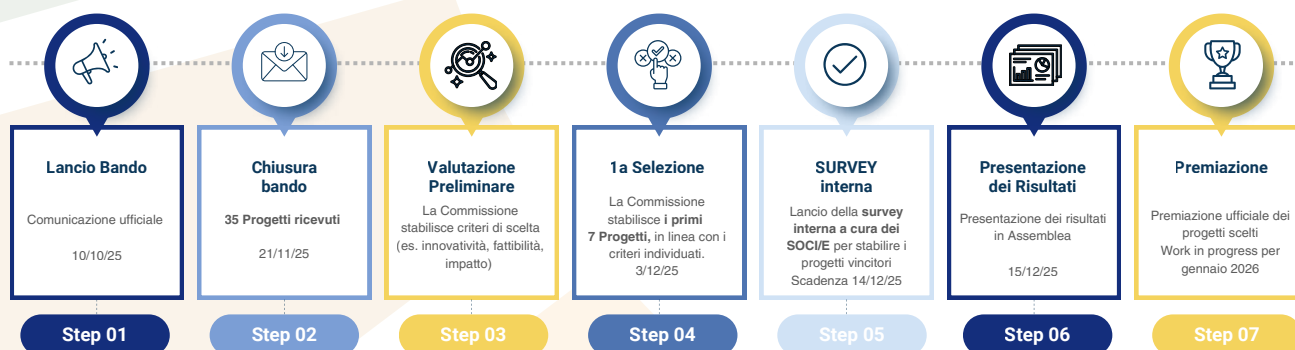 Lancio Bando
Comunicazione ufficiale
10/10/25
Step 01
Chiusura
bando
35 Progetti ricevuti
21/11/25
Step 02
Valutazione
Preliminare
La Commissione
stabilisce criteri di scelta
(es. innovatività, fattibilità,
impatto)
Step 03
1a Selezione
La Commissione
stabilisce i primi
7 Progetti, in linea con i
criteri individuati.
3/12/25
Step 04
SURVEY
interna
Lancio della survey
interna a cura dei
SOCI/E per stabilire i
progetti vincitori
Scadenza 14/12/25
Step 05
Presentazione
dei Risultati
Presentazione dei risultati
in Assemblea
15/12/25
Step 06
Premiazione
Premiazione ufficiale dei
progetti scelti
Work in progress per
gennaio 2026
Step 07